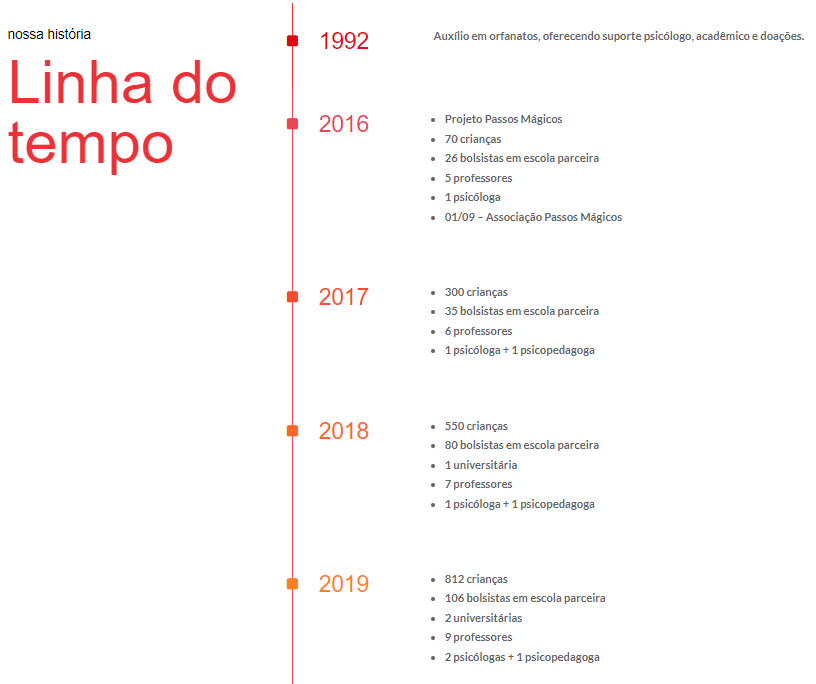 nossa história
Linha do
tempo
1992
Auxílio em orfanatos, oferecendo suporte psicólogo, acadêmico e doações.
2016
• Projeto Passos Mágicos
• 70 crianças
• 26 bolsistas em escola parceira
• 5 professores
• 1 psicóloga
• 01/09 – Associação Passos Mágicos
2017
• 300 crianças
• 35 bolsistas em escola parceira
• 6 professores
• 1 psicóloga + 1 psicopedagoga
2018
• 550 crianças
• 80 bolsistas em escola parceira
• 1 universitária
• 7 professores
• 1 psicóloga + 1 psicopedagoga
2019
• 812 crianças
• 106 bolsistas em escola parceira
• 2 universitárias
• 9 professores
• 2 psicólogas + 1 psicopedagoga